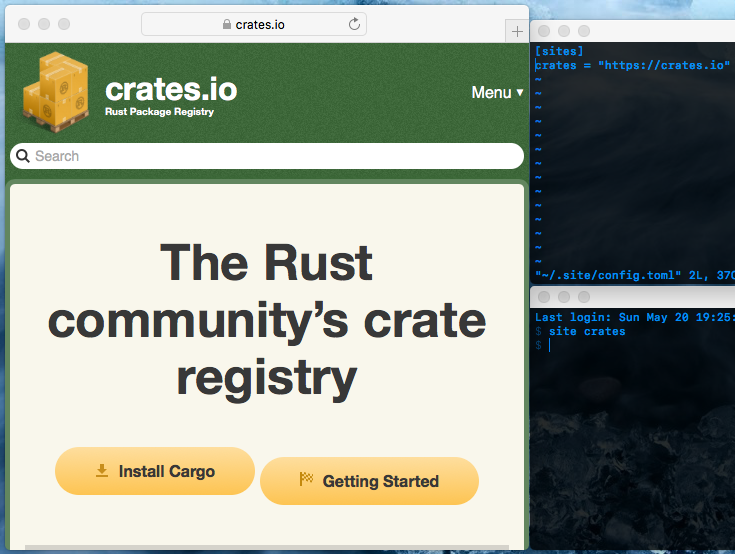 crates.io
crates.io
Rust Package Registry
Menu ▾
Search
The Rust
community’s crate
registry
Install Cargo
Getting Started
[sites]
crates = "https://crates.io"
~
~
~
~
~
~
~
~
~
~
~
~
~
~
"~/.site/config.toml" 2L, 37C
Last login: Sun May 20 19:25:
$ site crates
$